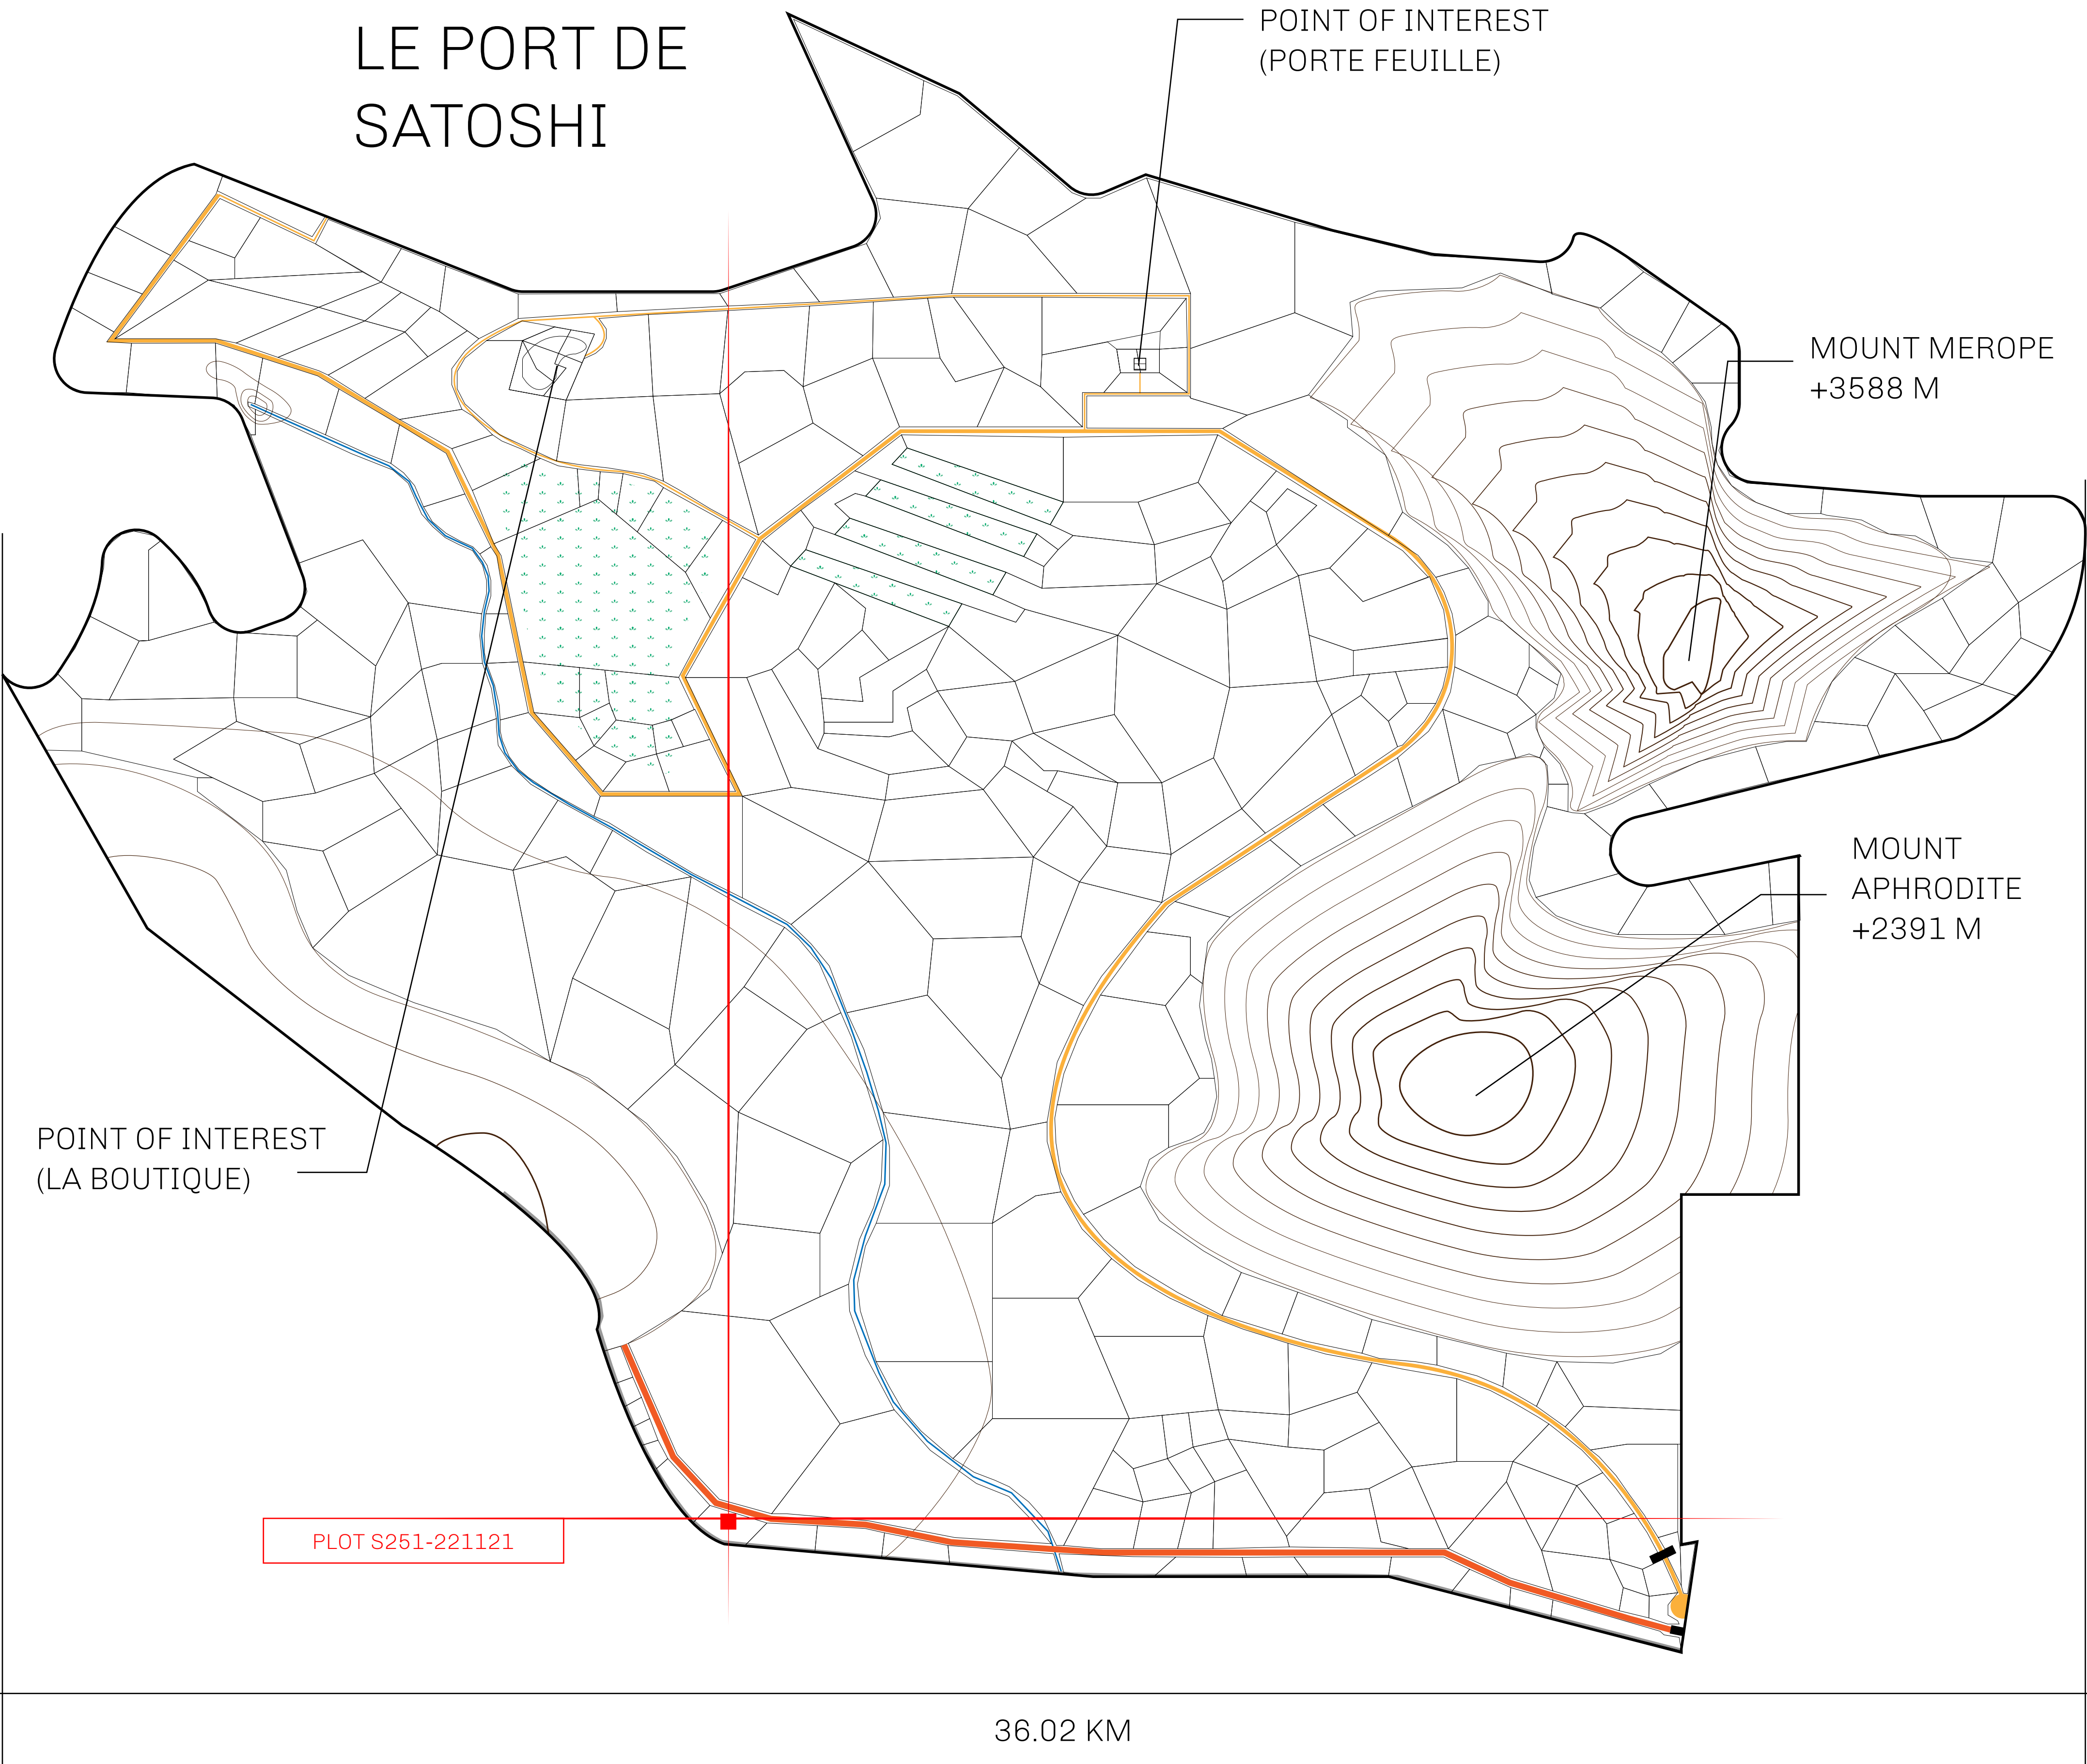 LE PORT DE
SATOSHI
POINT OF INTEREST
(PORTE FEUILLE)
MOUNT MEROPE
+3588 M
MOUNT
APHRODITE
+2391 M
POINT OF INTEREST
(LA BOUTIQUE)
PLOT S251-221121
36.02 KM